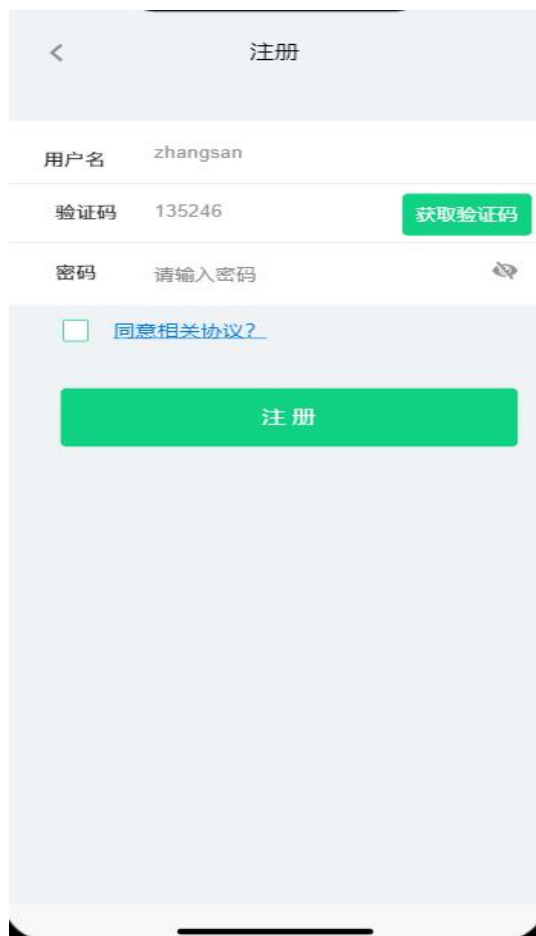 注册
用户名 zhangsan
验证码 135246 获取验证码
密码 请输入密码
同意相关协议？
注 册